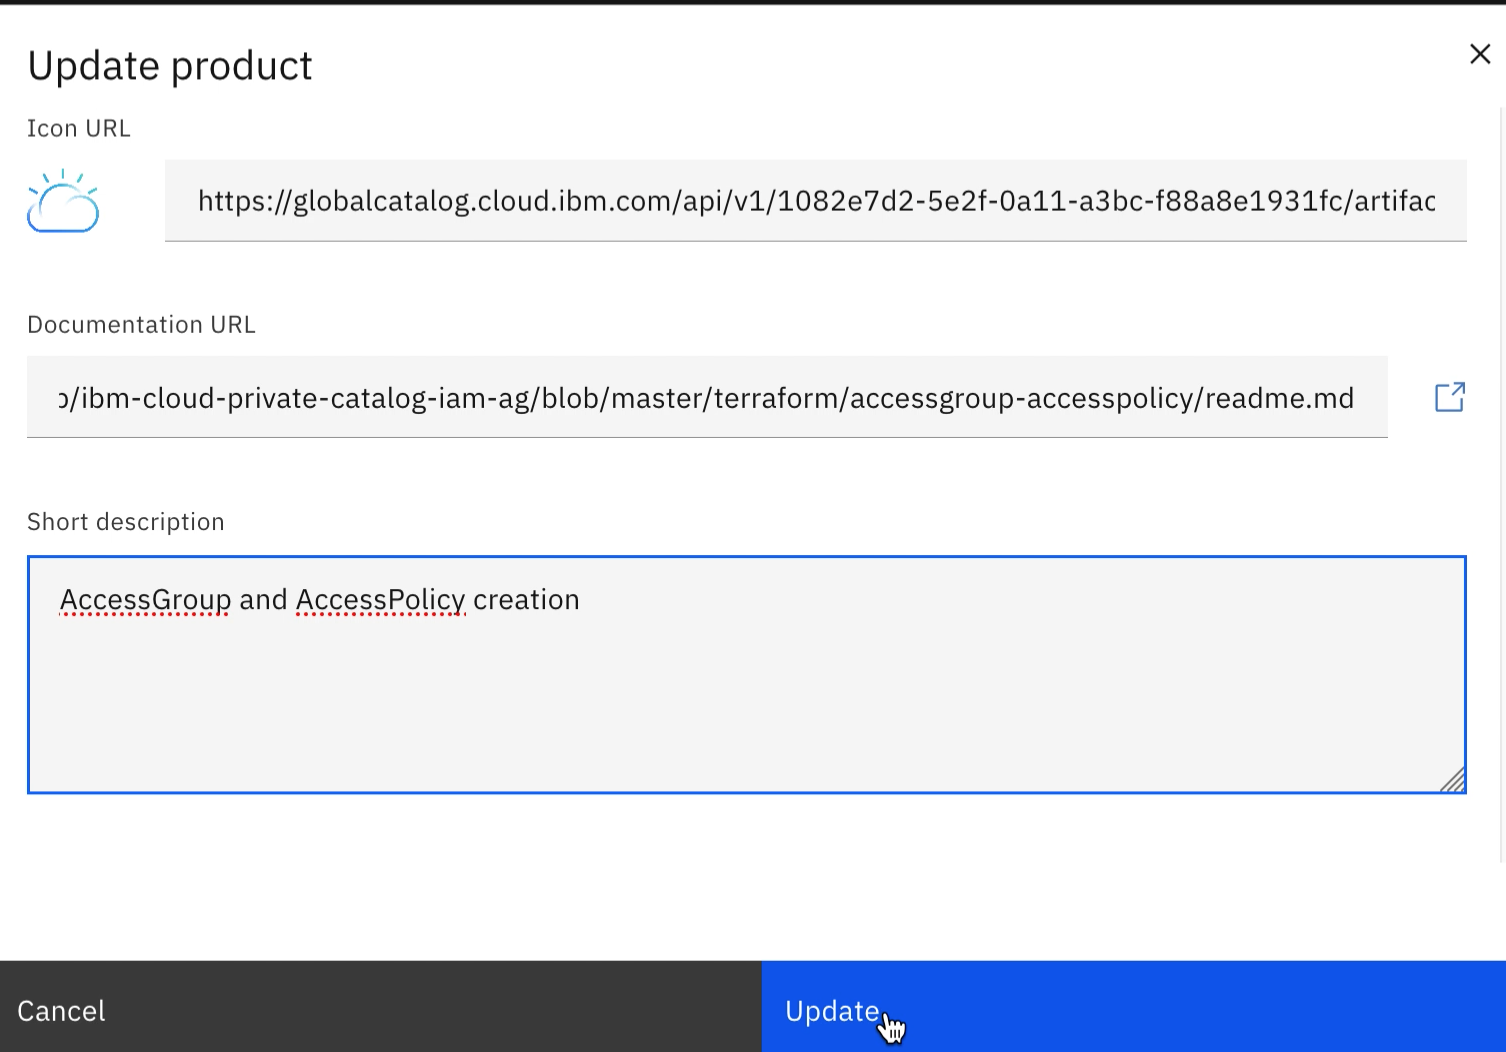 Update product
Icon URL
https://globalcatalog.cloud.ibm.com/api/v1/1082e7d2-5e2f-0a11-a3bc-f88a8e1931fc/artifac
Documentation URL
/ibm-cloud-private-catalog-iam-ag/blob/master/terraform/accessgroup-accesspolicy/readme.md
Short description
AccessGroup and AccessPolicy creation
Cancel
Update